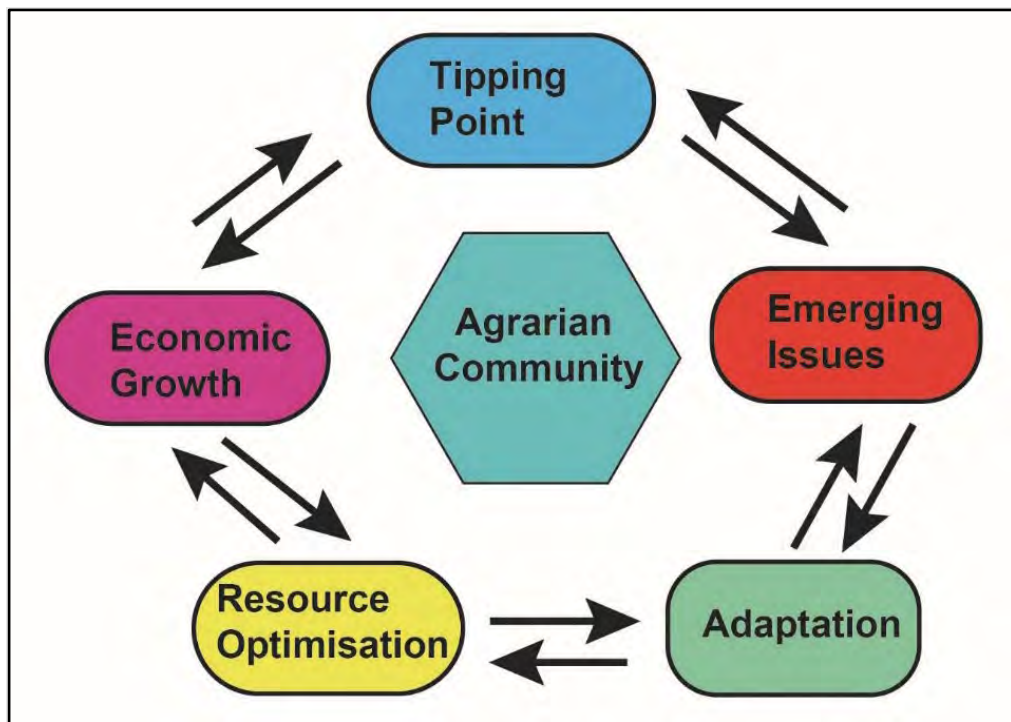 Tipping
Point
Emerging
Issues
Agrarian
Community
Economic
Growth
Resource
Optimisation
Adaptation